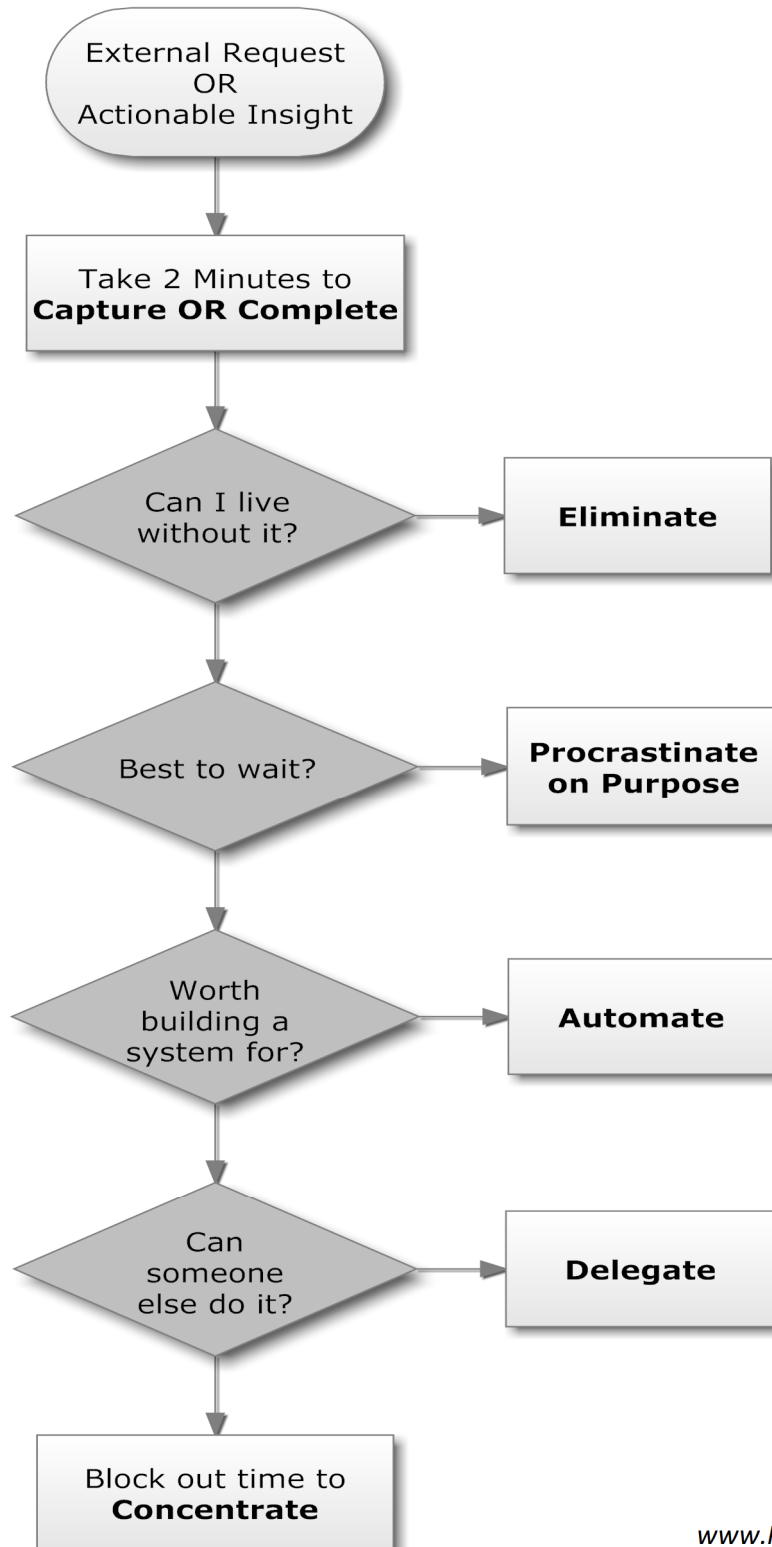 External Request
OR
Actionable Insight
Take 2 Minutes to
Capture OR Complete
Can I live
without it?
Eliminate
Best to wait?
Procrastinate
on Purpose
Worth
building a
system for?
Automate
Can
someone
else do it?
Delegate
Block out time to
Concentrate
www.